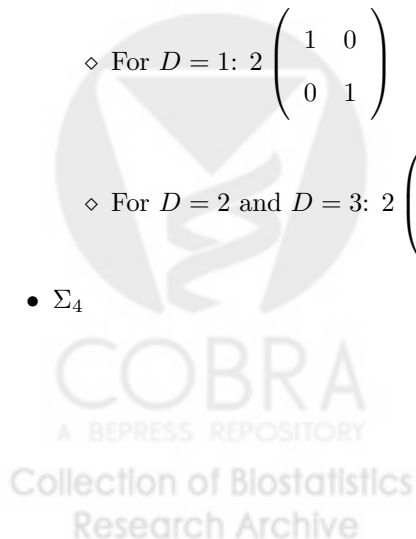 ⋄ For D = 1: 2 ( 1 0
0 1 )
⋄ For D = 2 and D = 3: 2 (
• Σ4
COBRA
A BEPRESS REPOSITORY
Collection of Biostatistics
Research Archive